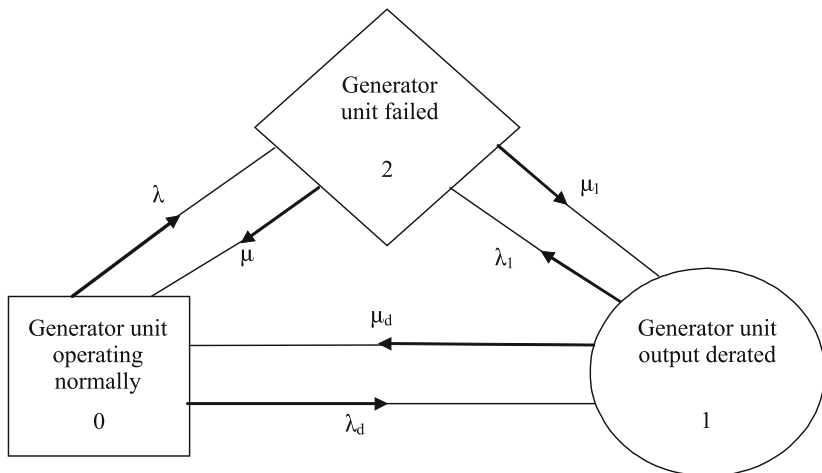 Generator
unit failed
2
λ
μ
μ₁
λ₁
Generator unit
operating
normally
0
μd
λd
Generator unit
output derated
1